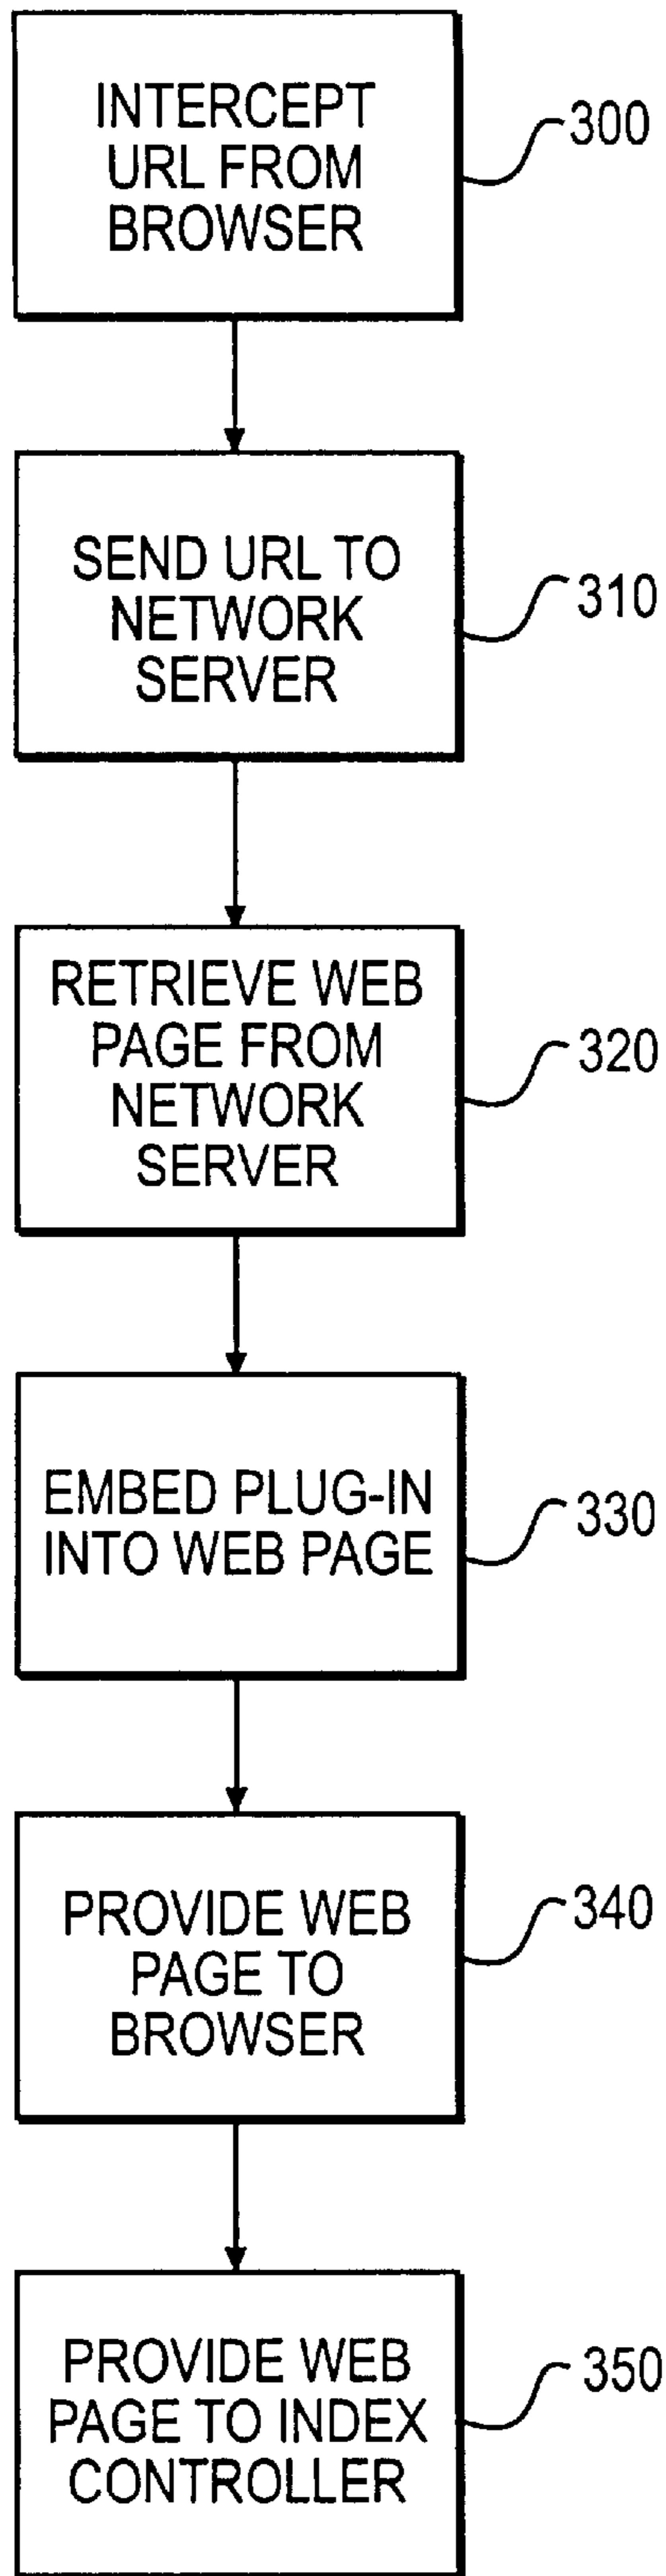 INTERCEPT
URL FROM
BROWSER
300
SEND URL TO
NETWORK
SERVER
310
RETRIEVE WEB
PAGE FROM
NETWORK
SERVER
320
EMBED PLUG-IN
INTO WEB PAGE
330
PROVIDE WEB
PAGE TO
BROWSER
340
PROVIDE WEB
PAGE TO INDEX
CONTROLLER
350